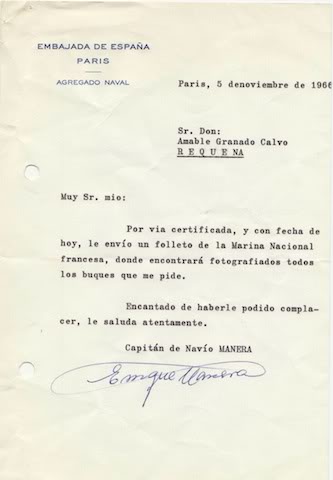 EMBAJADA DE ESPAÑA
PARIS
AGREGADO NAVAL
Paris, 5 denoviembre de 1966
Sr. Don:
Amable Granado Calvo
REQUENA
Muy Sr. mio:
Por via certificada, y con fecha de
hoy, le envío un folleto de la Marina Nacional
francesa, donde encontrará fotografiados todos
los buques que me pide.
Encantado de haberle podido compla-
cer, le saluda atentamente.
Capitán de Navío MANERA
Enrique Manera